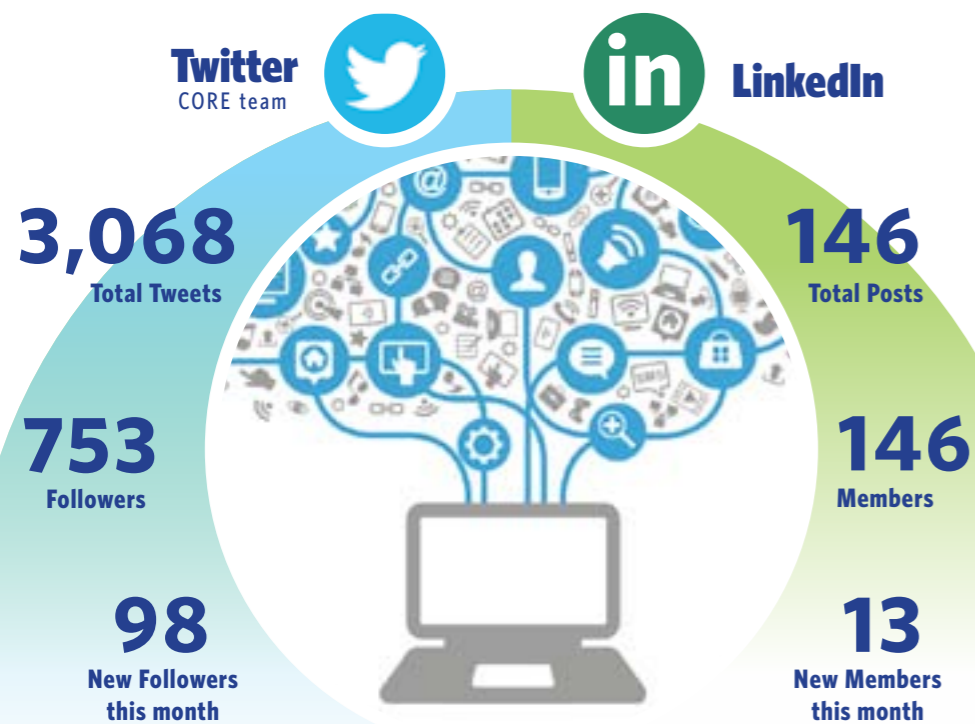 Twitter
CORE team
in
LinkedIn
3,068
Total Tweets
753
Followers
98
New Followers
this month
146
Total Posts
146
Members
13
New Members
this month
@